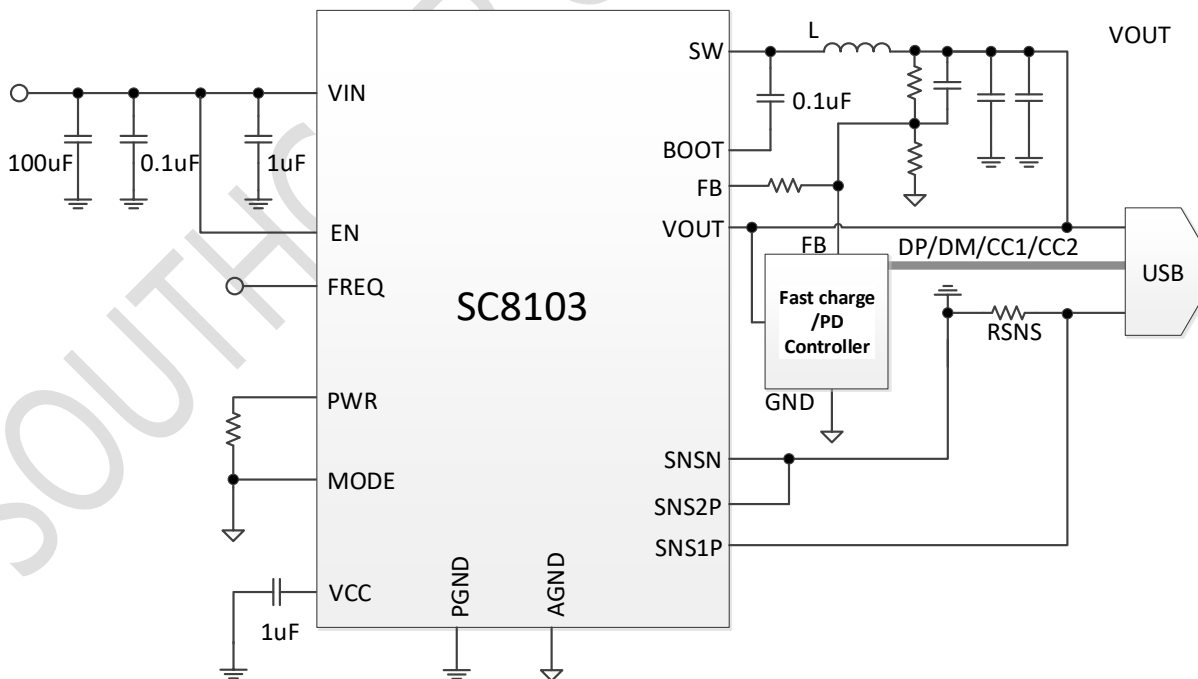 L
VOUT
SW
VIN
0.1uF
100uF
0.1uF
1uF
BOOT
FB
EN
VOUT
FB
DP/DM/CC1/CC2
USB
FREQ
SC8103
Fast charge
/PD
Controller
RSNS
PWR
GND
SNSN
MODE
SNS2P
SNS1P
VCC
PGND
AGND
1uF